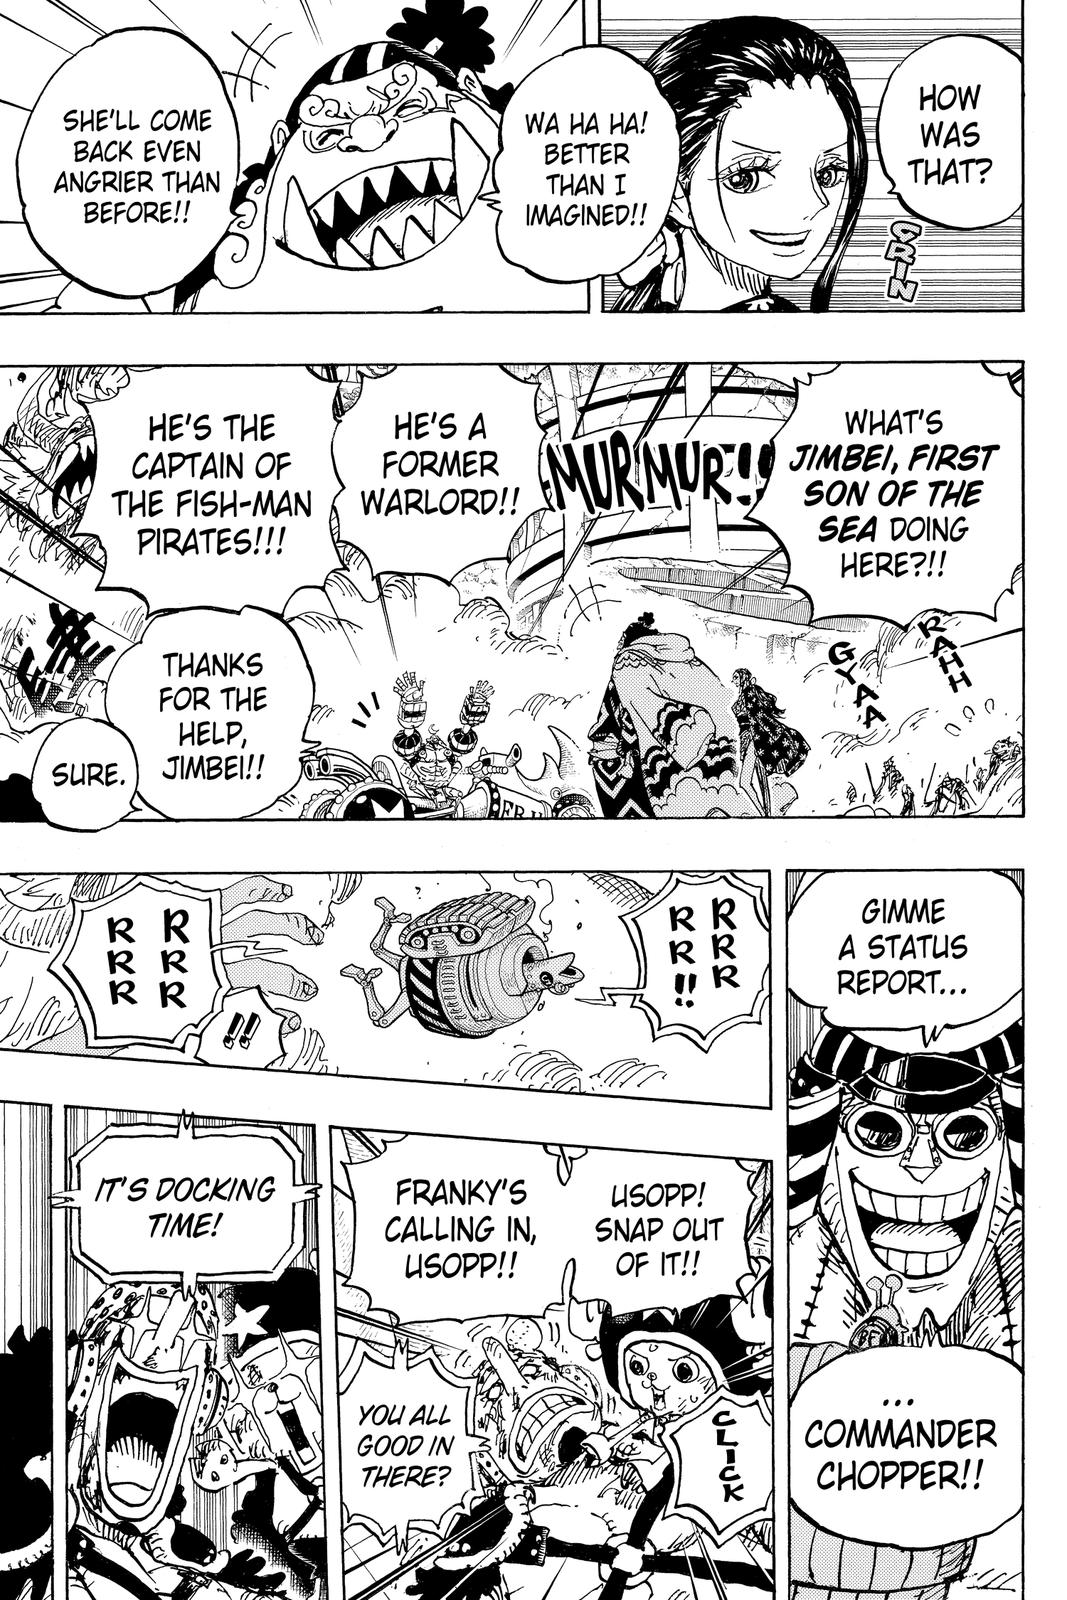 HOW
WAS
THAT?
GRIN
WA HA HA!
BETTER
THAN I
IMAGINED!!
SHE'LL COME
BACK EVEN
ANGRIER THAN
BEFORE!!
WHAT'S
JIMBEI, FIRST
SON OF THE
SEA DOING
HERE?!!
MUR MUR!!
HE'S A
FORMER
WARLORD!!
HE'S THE
CAPTAIN OF
THE FISH-MAN
PIRATES!!!
RAHH
GYAA
THANKS
FOR THE
HELP,
JIMBEI!!
SURE.
GIMME
A STATUS
REPORT...
...
COMMANDER
CHOPPER!!
RRR
RR!!
RRR
RRR
!!
USOPP!
SNAP OUT
OF IT!!
FRANKY'S
CALLING IN,
USOPP!!
CLICK
YOU ALL
GOOD IN
THERE?
IT'S DOCKING
TIME!